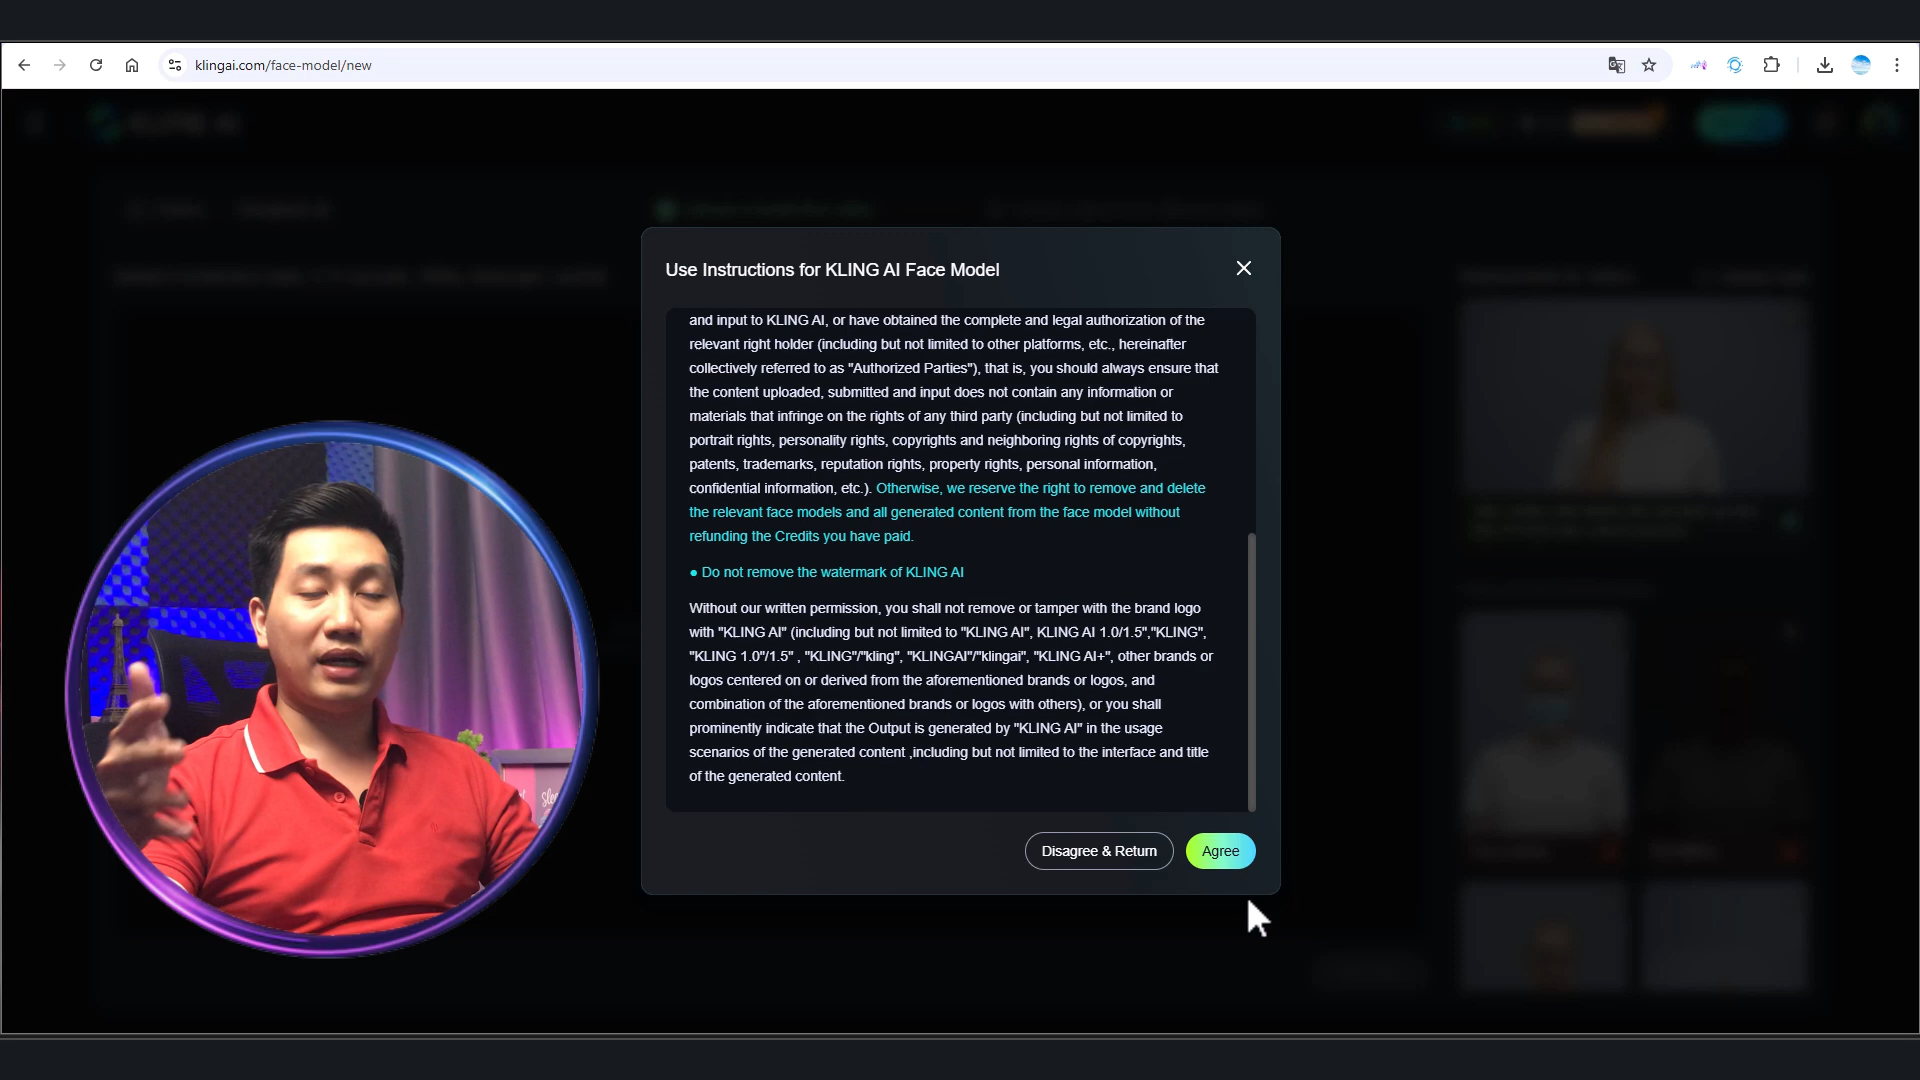 klingai.com/face-model/new
KLING AI
Use Instructions for KLING AI Face Model
and input to KLING AI, or have obtained the complete and legal authorization of the
relevant right holder (including but not limited to other platforms, etc., hereinafter
collectively referred to as "Authorized Parties"), that is, you should always ensure that
the content uploaded, submitted and input does not contain any information or
materials that infringe on the rights of any third party (including but not limited to
portrait rights, personality rights, copyrights and neighboring rights of copyrights,
patents, trademarks, reputation rights, property rights, personal information,
confidential information, etc.). Otherwise, we reserve the right to remove and delete
the relevant face models and all generated content from the face model without
refunding the Credits you have paid.
● Do not remove the watermark of KLING AI
Without our written permission, you shall not remove or tamper with the brand logo
with "KLING AI" (including but not limited to "KLING AI", KLING AI 1.0/1.5","KLING",
"KLING 1.0"/1.5" , "KLING"/"kling", "KLINGAI"/"klingai", "KLING AI+", other brands or
logos centered on or derived from the aforementioned brands or logos, and
combination of the aforementioned brands or logos with others), or you shall
prominently indicate that the Output is generated by "KLING AI" in the usage
scenarios of the generated content ,including but not limited to the interface and title
of the generated content.
Disagree & Return
Agree